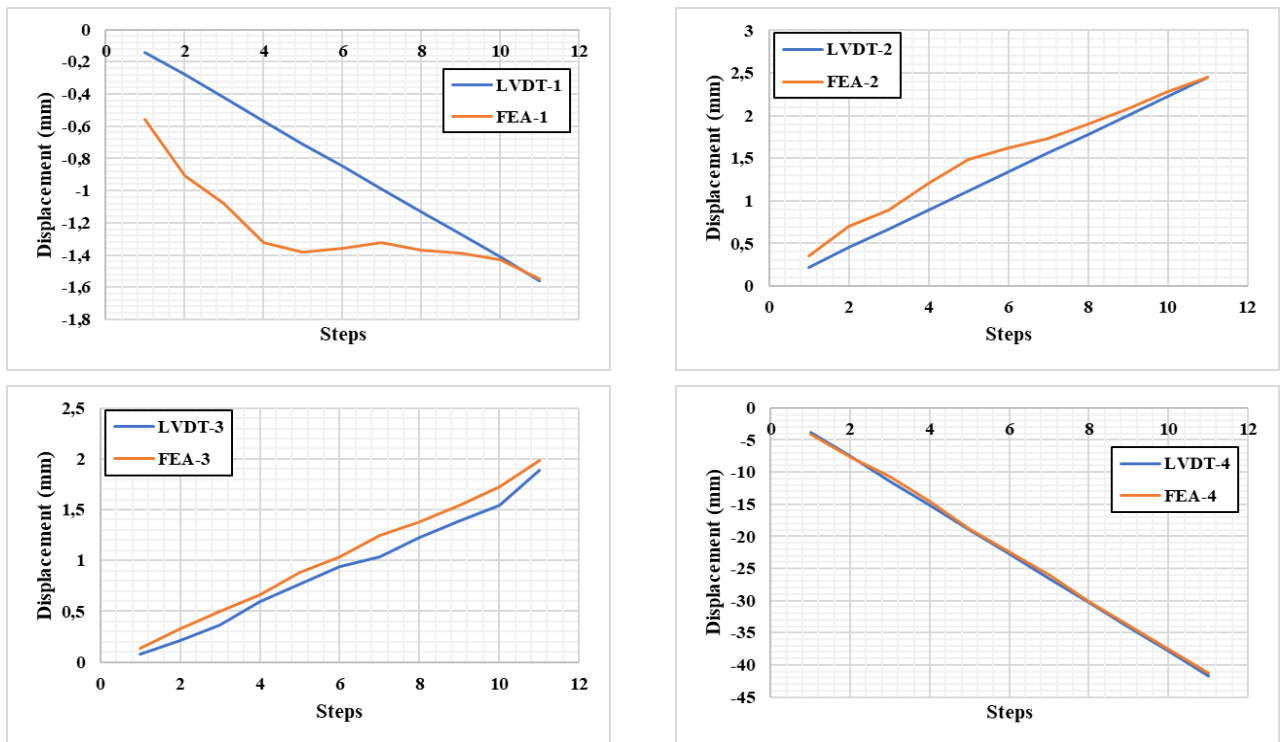 0
0 2 4 6 8 10 12
-0,2
-0,4
-0,6
-0,8
-1
-1,2
-1,4
-1,6
-1,8
Displacement (mm)
Steps
LVDT-1
FEA-1
3
2,5
2
1,5
1
0,5
0
0 2 4 6 8 10 12
Displacement (mm)
Steps
LVDT-2
FEA-2
2,5
2
1,5
1
0,5
0
0 2 4 6 8 10 12
Displacement (mm)
Steps
LVDT-3
FEA-3
0
0 2 4 6 8 10 12
-5
-10
-15
-20
-25
-30
-35
-40
-45
Displacement (mm)
Steps
LVDT-4
FEA-4